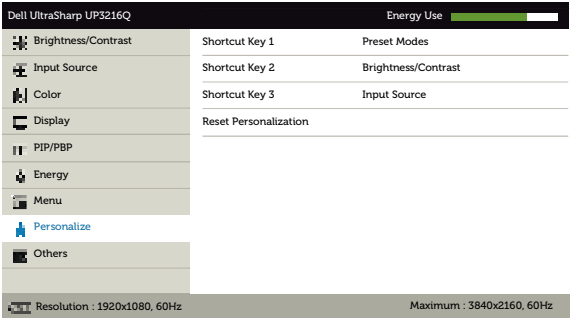 Dell UltraSharp UP3216Q Energy Use
Brightness/Contrast
Input Source
Color
Display
PIP/PBP
Energy
Menu
Personalize
Others
Shortcut Key 1 Preset Modes
Shortcut Key 2 Brightness/Contrast
Shortcut Key 3 Input Source
Reset Personalization
Resolution : 1920x1080, 60Hz Maximum : 3840x2160, 60Hz